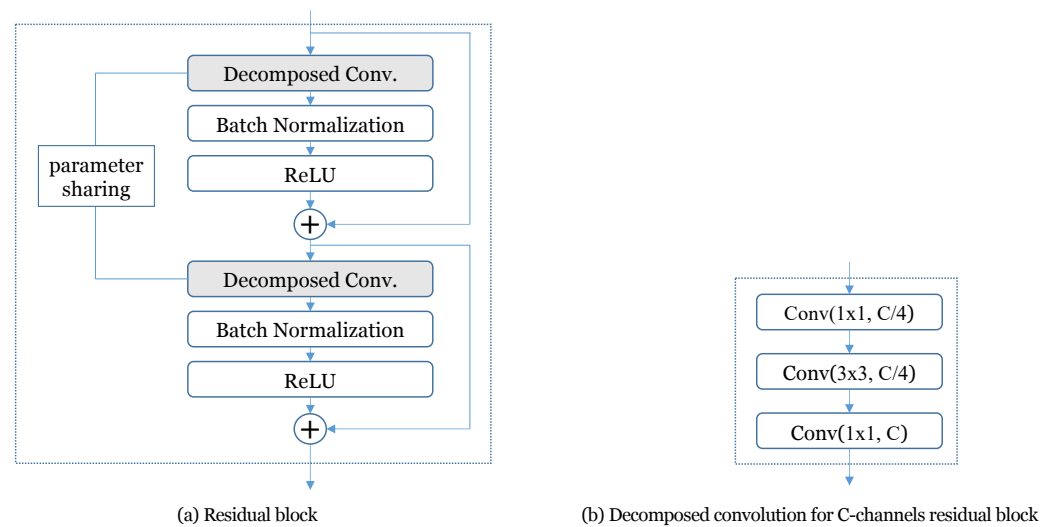 Decomposed Conv.
Batch Normalization
ReLU
+
parameter
sharing
Decomposed Conv.
Batch Normalization
ReLU
+
(a) Residual block
Conv(1x1, C/4)
Conv(3x3, C/4)
Conv(1x1, C)
(b) Decomposed convolution for C-channels residual block